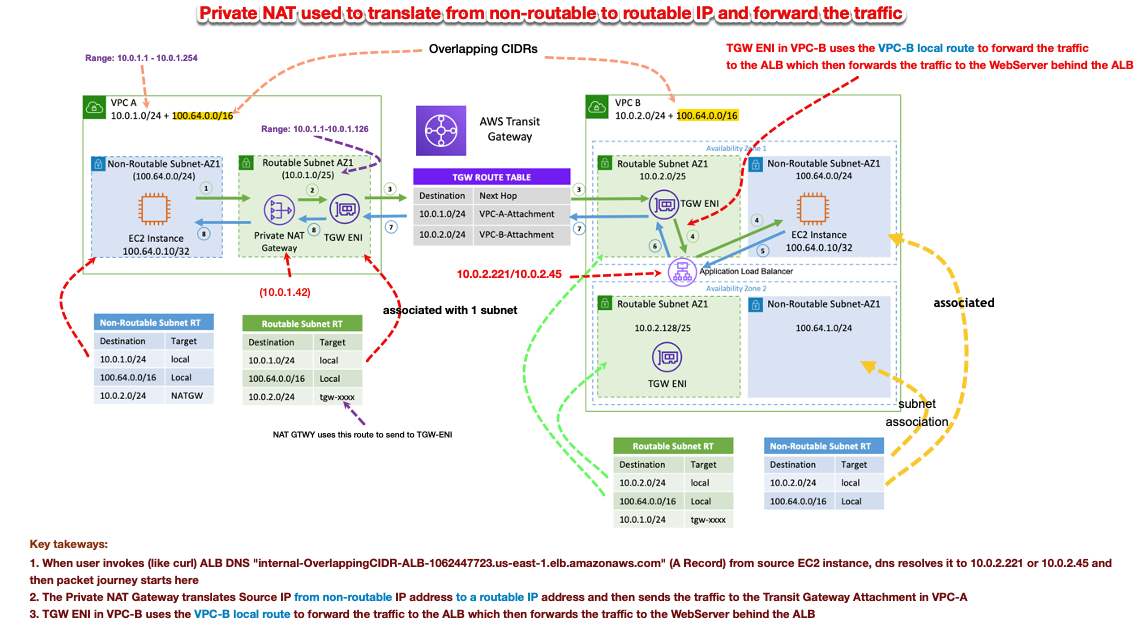 Private NAT used to translate from non-routable to routable IP and forward the traffic
Overlapping CIDRs
TGW ENI in VPC-B uses the VPC-B local route to forward the traffic
to the ALB which then forwards the traffic to the WebServer behind the ALB
Range: 10.0.1.1 - 10.0.1.254
VPC A
10.0.1.0/24 + 100.64.0.0/16
Range: 10.0.1.1-10.0.1.126
Non-Routable Subnet-AZ1
(100.64.0.0/24)
1
EC2 Instance
100.64.0.10/32
8
Routable Subnet AZ1
(10.0.1.0/25)
2
Private NAT
Gateway
8
TGW ENI
3
7
(10.0.1.42)
AWS Transit
Gateway
TGW ROUTE TABLE
Destination Next Hop
10.0.1.0/24 VPC-A-Attachment
10.0.2.0/24 VPC-B-Attachment
3
7
VPC B
10.0.2.0/24 + 100.64.0.0/16
Availability Zone 1
Routable Subnet AZ1
10.0.2.0/25
TGW ENI
4
6
Non-Routable Subnet-AZ1
100.64.0.0/24
4
EC2 Instance
100.64.0.10/32
5
10.0.2.221/10.0.2.45
Application Load Balancer
Availability Zone 2
Routable Subnet AZ1
10.0.2.128/25
TGW ENI
Non-Routable Subnet-AZ1
100.64.1.0/24
associated with 1 subnet
associated
subnet
association
Non-Routable Subnet RT
Destination Target
10.0.1.0/24 local
100.64.0.0/16 Local
10.0.2.0/24 NATGW
Routable Subnet RT
Destination Target
10.0.1.0/24 local
100.64.0.0/16 Local
10.0.2.0/24 tgw-xxxx
NAT GTWY uses this route to send to TGW-ENI
Routable Subnet RT
Destination Target
10.0.2.0/24 local
100.64.0.0/16 Local
10.0.1.0/24 tgw-xxxx
Non-Routable Subnet RT
Destination Target
10.0.2.0/24 local
100.64.0.0/16 Local
Key takeways:
1. When user invokes (like curl) ALB DNS "internal-OverlappingCIDR-ALB-1062447723.us-east-1.elb.amazonaws.com" (A Record) from source EC2 instance, dns resolves it to 10.0.2.221 or 10.0.2.45 and
then packet journey starts here
2. The Private NAT Gateway translates Source IP from non-routable IP address to a routable IP address and then sends the traffic to the Transit Gateway Attachment in VPC-A
3. TGW ENI in VPC-B uses the VPC-B local route to forward the traffic to the ALB which then forwards the traffic to the WebServer behind the ALB